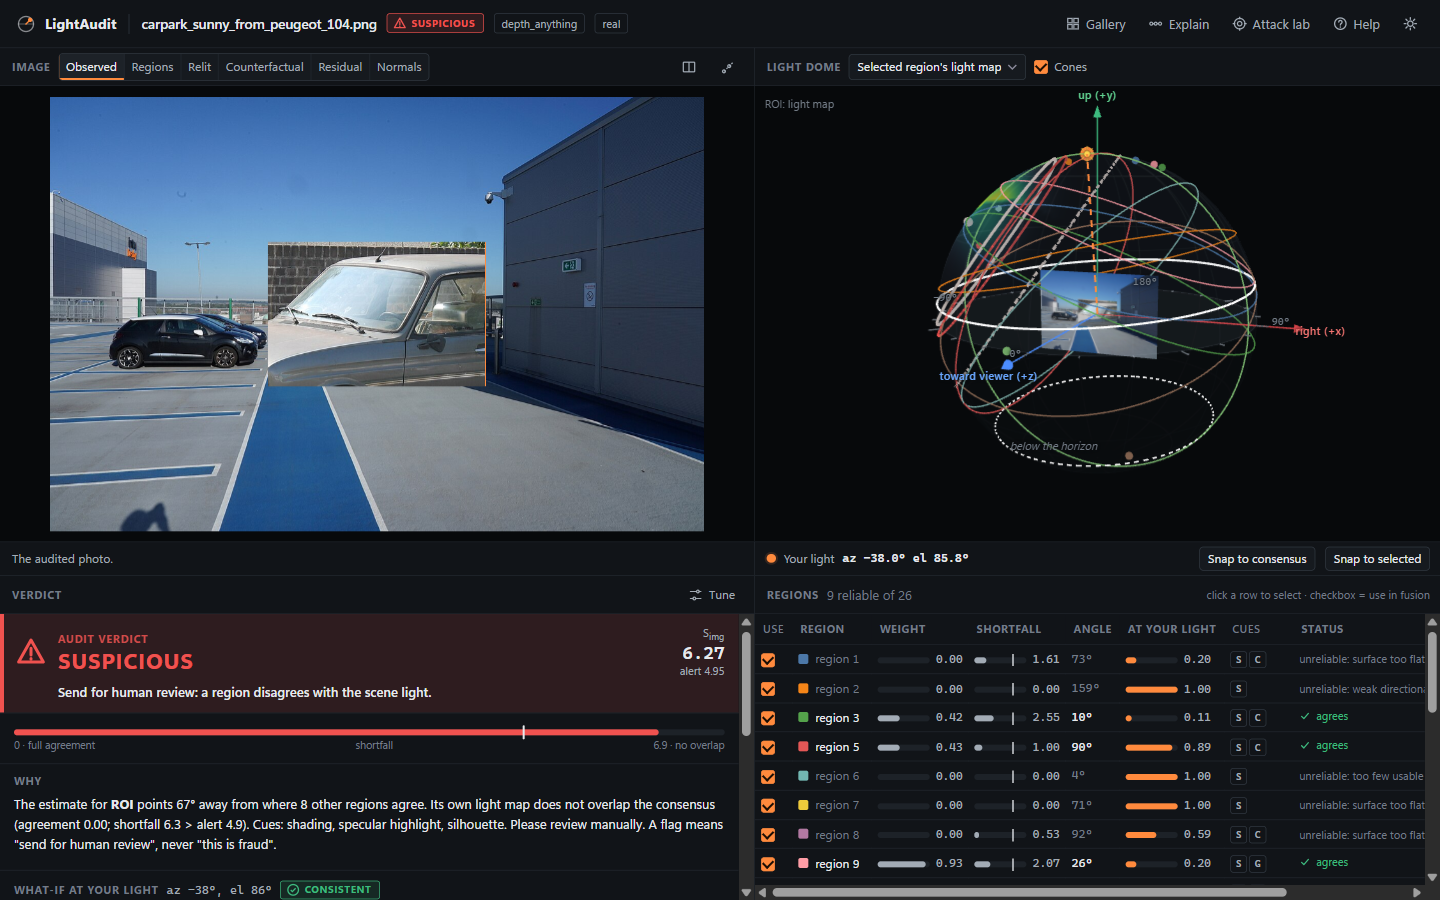 LightAudit carpark_sunny_from_peugeot_104.png SUSPICIOUS depth_anything real Gallery Explain Attack lab Help
IMAGE Observed Regions Relit Counterfactual Residual Normals
LIGHT DOME Selected region's light map Cones
ROI: light map
up (+y)
180°
-90°
90°
right (+x)
0°
toward viewer (+z)
below the horizon
The audited photo.
Your light az −38.0° el 85.8° Snap to consensus Snap to selected
VERDICT Tune
AUDIT VERDICT
SUSPICIOUS
Send for human review: a region disagrees with the scene light.
Simg
6.27
alert 4.95
0 · full agreement shortfall 6.9 · no overlap
WHY
The estimate for ROI points 67° away from where 8 other regions agree. Its own light map does not overlap the consensus
(agreement 0.00; shortfall 6.3 > alert 4.9). Cues: shading, specular highlight, silhouette. Please review manually. A flag means
"send for human review", never "this is fraud".
WHAT-IF AT YOUR LIGHT az −38°, el 86° CONSISTENT
REGIONS 9 reliable of 26 click a row to select · checkbox = use in fusion
USE REGION WEIGHT SHORTFALL ANGLE AT YOUR LIGHT CUES STATUS
region 1 0.00 1.61 73° 0.20 S C unreliable: surface too flat
region 2 0.00 0.00 159° 1.00 S unreliable: weak directiona
region 3 0.42 2.55 10° 0.11 S C agrees
region 5 0.43 1.00 90° 0.89 S C agrees
region 6 0.00 0.00 4° 1.00 S unreliable: too few usable
region 7 0.00 0.00 71° 1.00 S unreliable: surface too flat
region 8 0.00 0.53 92° 0.59 S C unreliable: surface too flat
region 9 0.93 2.07 26° 0.20 S G agrees